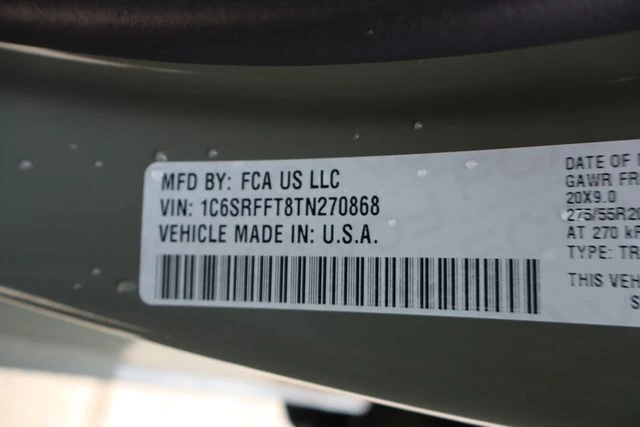 MFD BY: FCA US LLC
VIN: 1C6SRFFT8TN270868
VEHICLE MADE IN: U.S.A.
DATE OF M
GAWR FR
20X9.0
275/55R20
AT 270 kP
TYPE: TR
THIS VEH
S